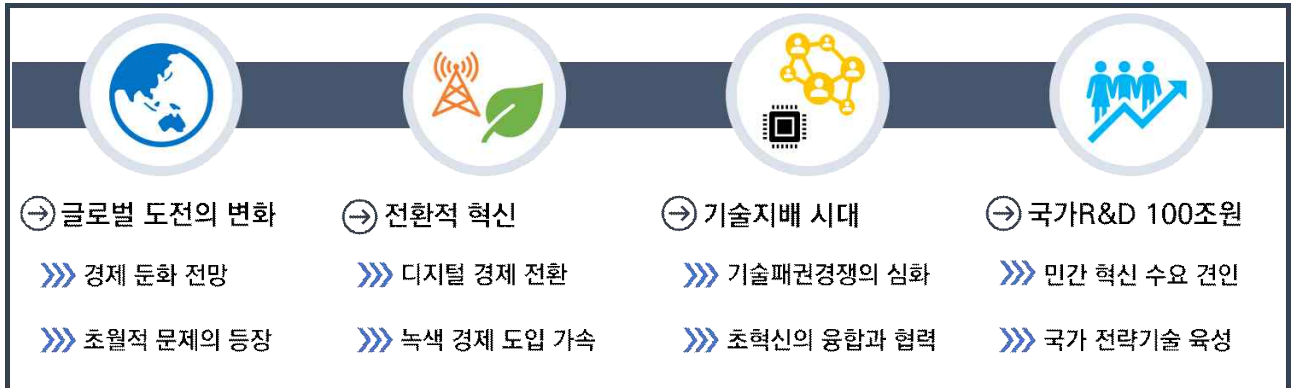 글로벌 도전의 변화
경제 둔화 전망
초월적 문제의 등장
전환적 혁신
디지털 경제 전환
녹색 경제 도입 가속
기술지배 시대
기술패권경쟁의 심화
초혁신의 융합과 협력
국가R&D 100조원
민간 혁신 수요 견인
국가 전략기술 육성